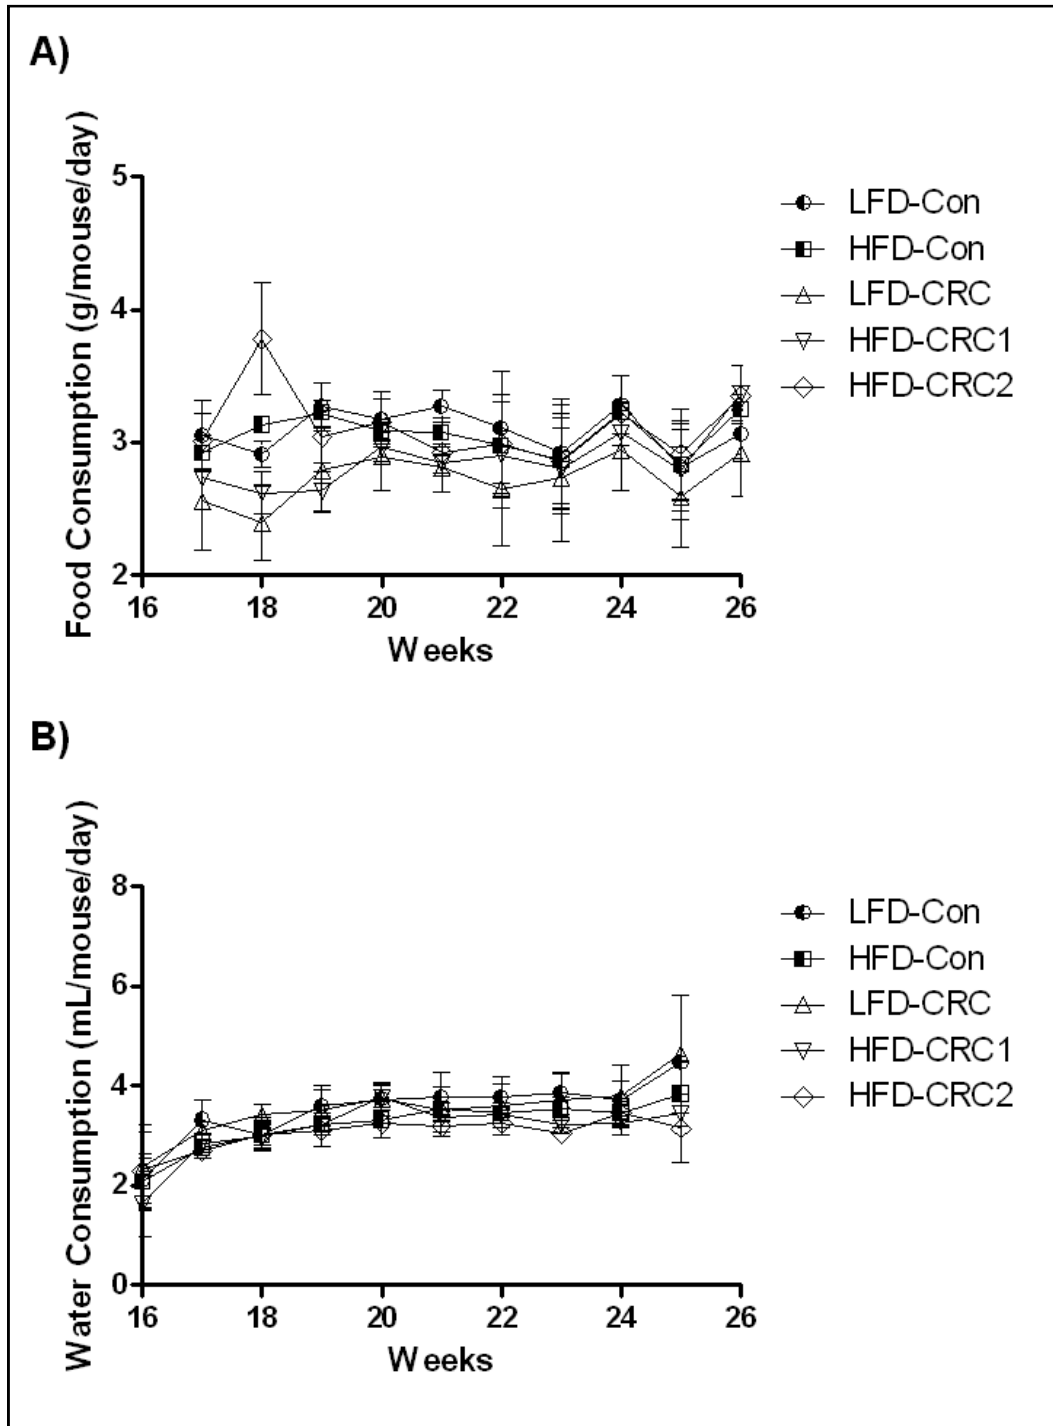 A)
Food Consumption (g/mouse/day)
5
4
3
2
16 18 20 22 24 26
Weeks
LFD-Con
HFD-Con
LFD-CRC
HFD-CRC1
HFD-CRC2
B)
Water Consumption (mL/mouse/day)
8
6
4
2
0
16 18 20 22 24 26
Weeks
LFD-Con
HFD-Con
LFD-CRC
HFD-CRC1
HFD-CRC2